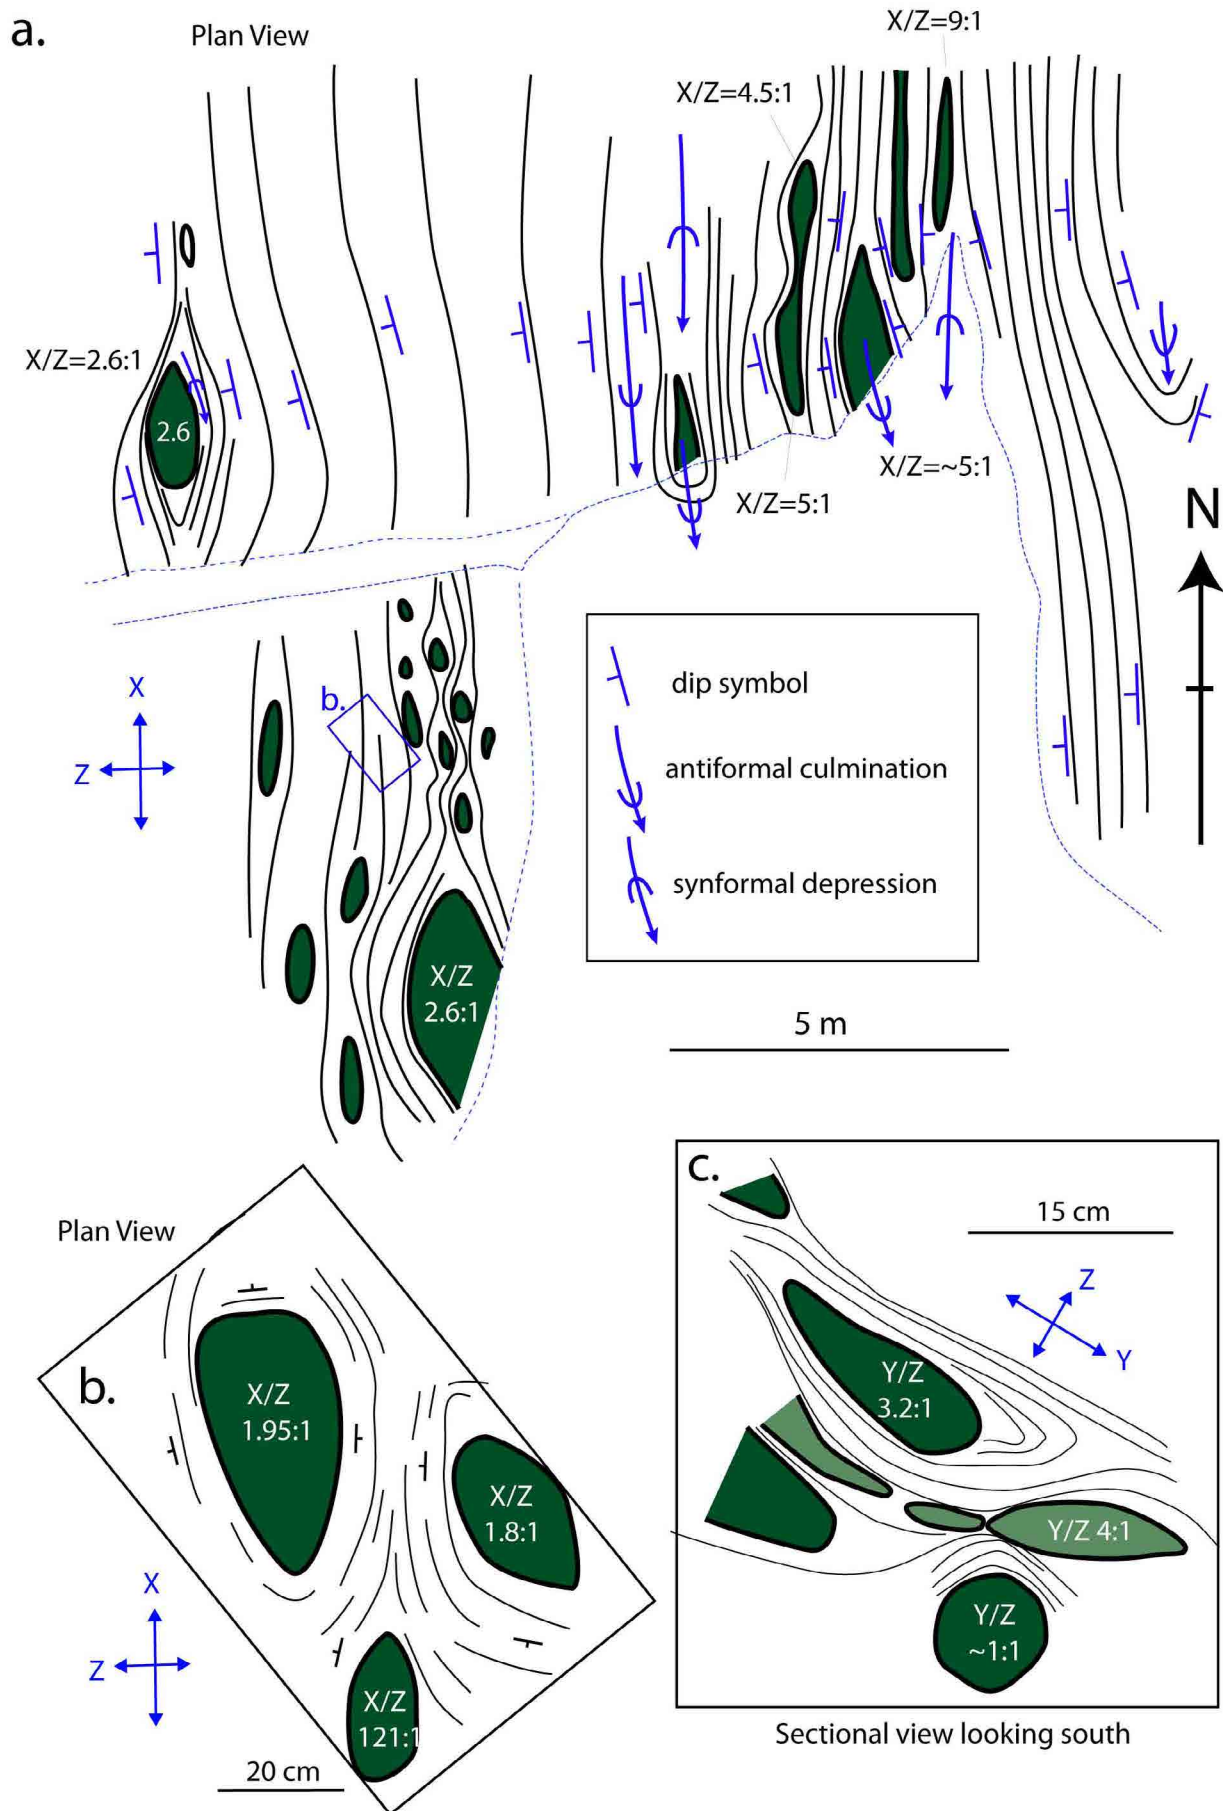 a.
Plan View
X/Z=9:1
X/Z=4.5:1
X/Z=2.6:1
2.6
X/Z=~5:1
X/Z=5:1
N
X
Z
b.
dip symbol
antiformal culmination
synformal depression
X/Z
2.6:1
5 m
Plan View
b.
X/Z
1.95:1
X/Z
1.8:1
X
Z
X/Z
121:1
20 cm
c.
15 cm
Z
Y
Y/Z
3.2:1
Y/Z 4:1
Y/Z
~1:1
Sectional view looking south